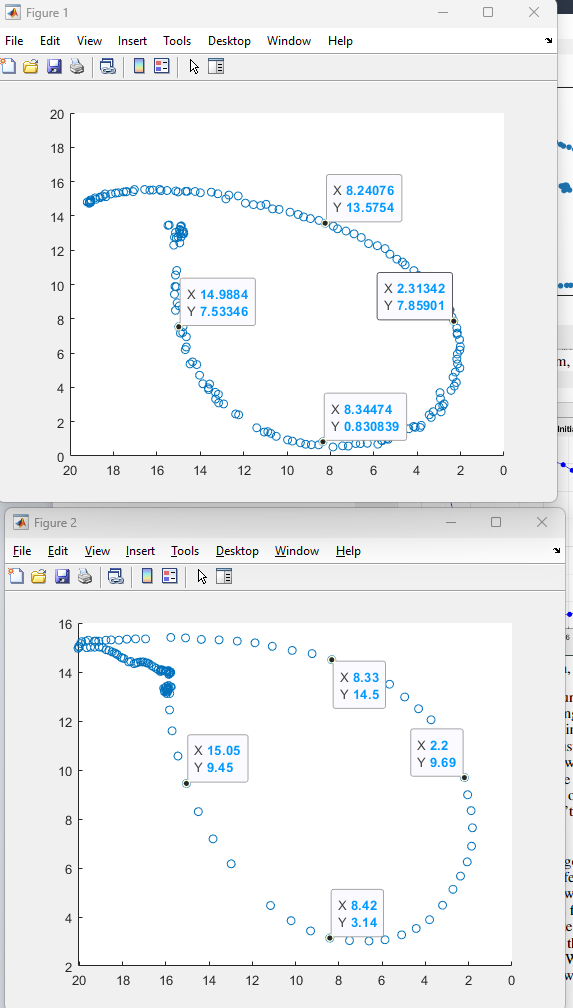 Figure 1
File Edit View Insert Tools Desktop Window Help
20
18
16
14
12
10
8
6
4
2
0
X 8.24076
Y 13.5754
X 2.31342
Y 7.85901
X 14.9884
Y 7.53346
X 8.34474
Y 0.830839
20 18 16 14 12 10 8 6 4 2 0
Figure 2
File Edit View Insert Tools Desktop Window Help
16
14
12
10
8
6
4
2
X 8.33
Y 14.5
X 2.2
Y 9.69
X 15.05
Y 9.45
X 8.42
Y 3.14
20 18 16 14 12 10 8 6 4 2 0